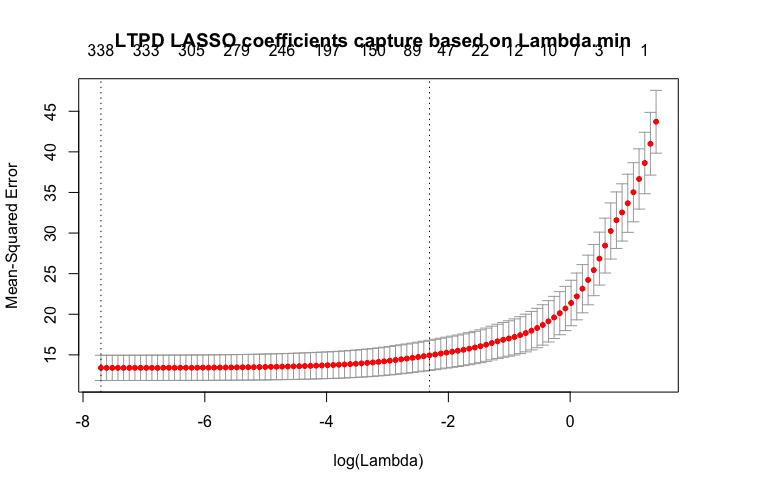 LTPD LASSO coefficients capture based on Lambda.min
338 333 305 279 246 197 150 89 47 22 12 10 7 3 1 1
45
40
35
30
25
20
15
Mean-Squared Error
-8 -6 -4 -2 0
log(Lambda)